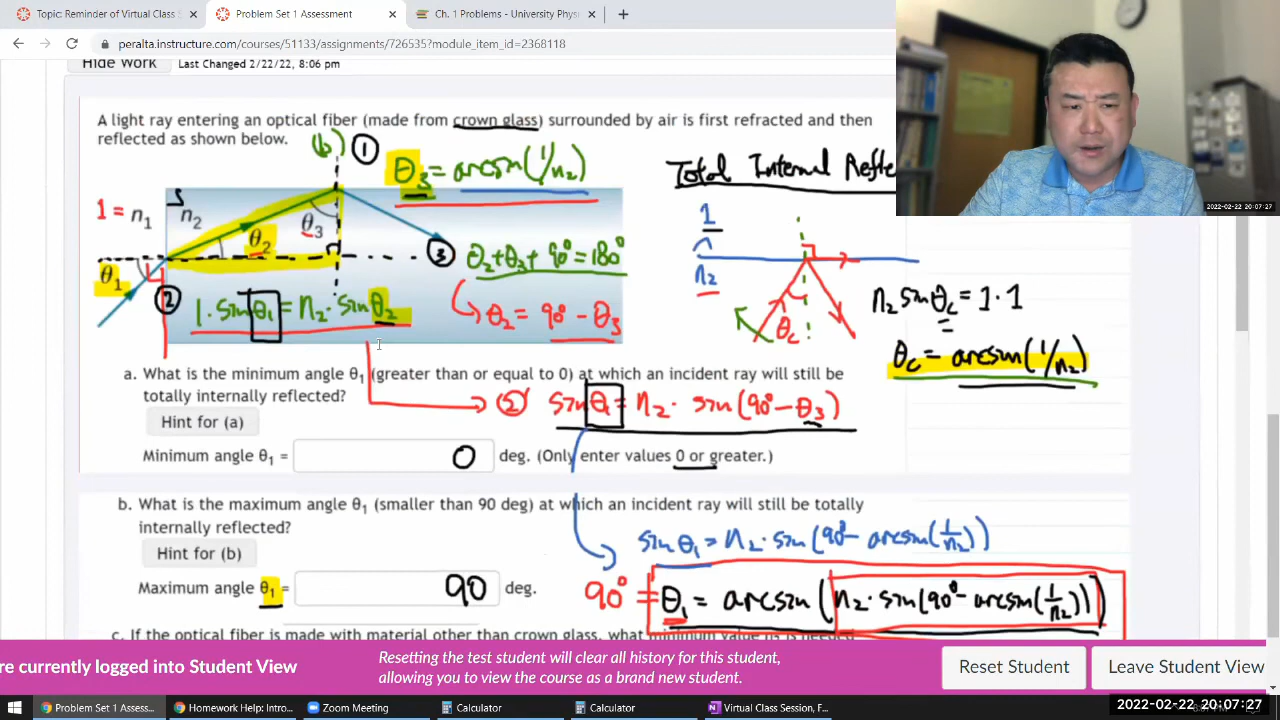 Topic: Reminder of Virtual Class S
Problem Set 1 Assessment
Ch. 1 Problems - University Physi
peralta.instructure.com/courses/51133/assignments/726535?module_item_id=2368118
Hide Work
Last Changed 2/22/22, 8:06 pm
2022-02-22 20:07:27
A light ray entering an optical fiber (made from crown glass) surrounded by air is first refracted and then
reflected as shown below.
(b) ① θ₃ = arcsin(1/n₂)
Total Internal Refle
1 = n₁
n₂
θ₃
θ₂
θ₁
③ θ₂+θ₃+90°=180°
② 1·sinθ₁ = n₂·sinθ₂
θ₂ = 90° - θ₃
1
n₂
θc
n₂ sinθc = 1·1
θc = arcsin(1/n₂)
a. What is the minimum angle θ₁ (greater than or equal to 0) at which an incident ray will still be
totally internally reflected?
②' sinθ₁ = n₂· sin(90°-θ₃)
Hint for (a)
Minimum angle θ₁ = 0 deg. (Only enter values 0 or greater.)
b. What is the maximum angle θ₁ (smaller than 90 deg) at which an incident ray will still be totally
internally reflected?
sinθ₁ = n₂·sin(90°- arcsin(1/n₂))
Hint for (b)
Maximum angle θ₁ = 90 deg.
90° = θ₁ = arcsin(n₂·sin(90°-arcsin(1/n₂)))
c. If the optical fiber is made with material other than crown glass, what minimum value
re currently logged into Student View
Resetting the test student will clear all history for this student,
allowing you to view the course as a brand new student.
Reset Student
Leave Student View
Problem Set 1 Assess...
Homework Help: Intro...
Zoom Meeting
Calculator
Calculator
Virtual Class Session, F...
2022-02-22 20:07:27